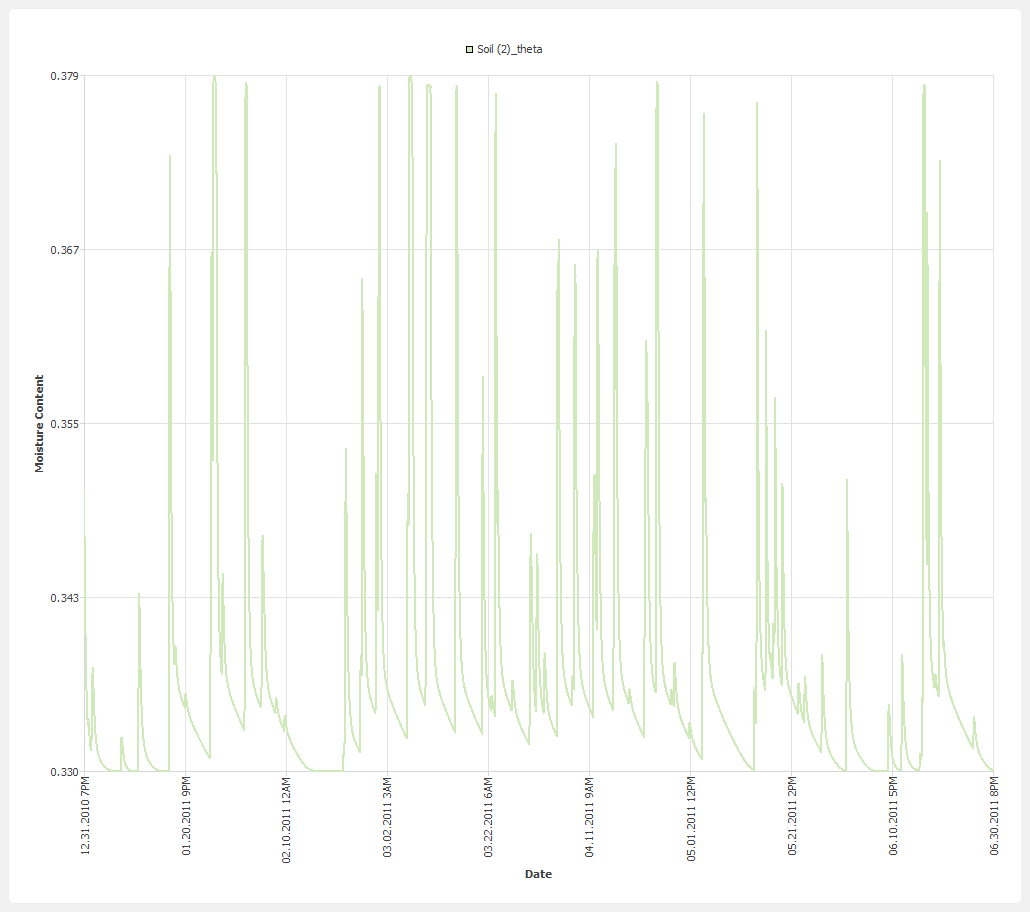 Soil (2)_theta
0.379
0.367
0.355
0.343
0.330
Moisture Content
12.31.2010 7PM
01.20.2011 9PM
02.10.2011 12AM
03.02.2011 3AM
03.22.2011 6AM
04.11.2011 9AM
05.01.2011 12PM
05.21.2011 2PM
06.10.2011 5PM
06.30.2011 8PM
Date